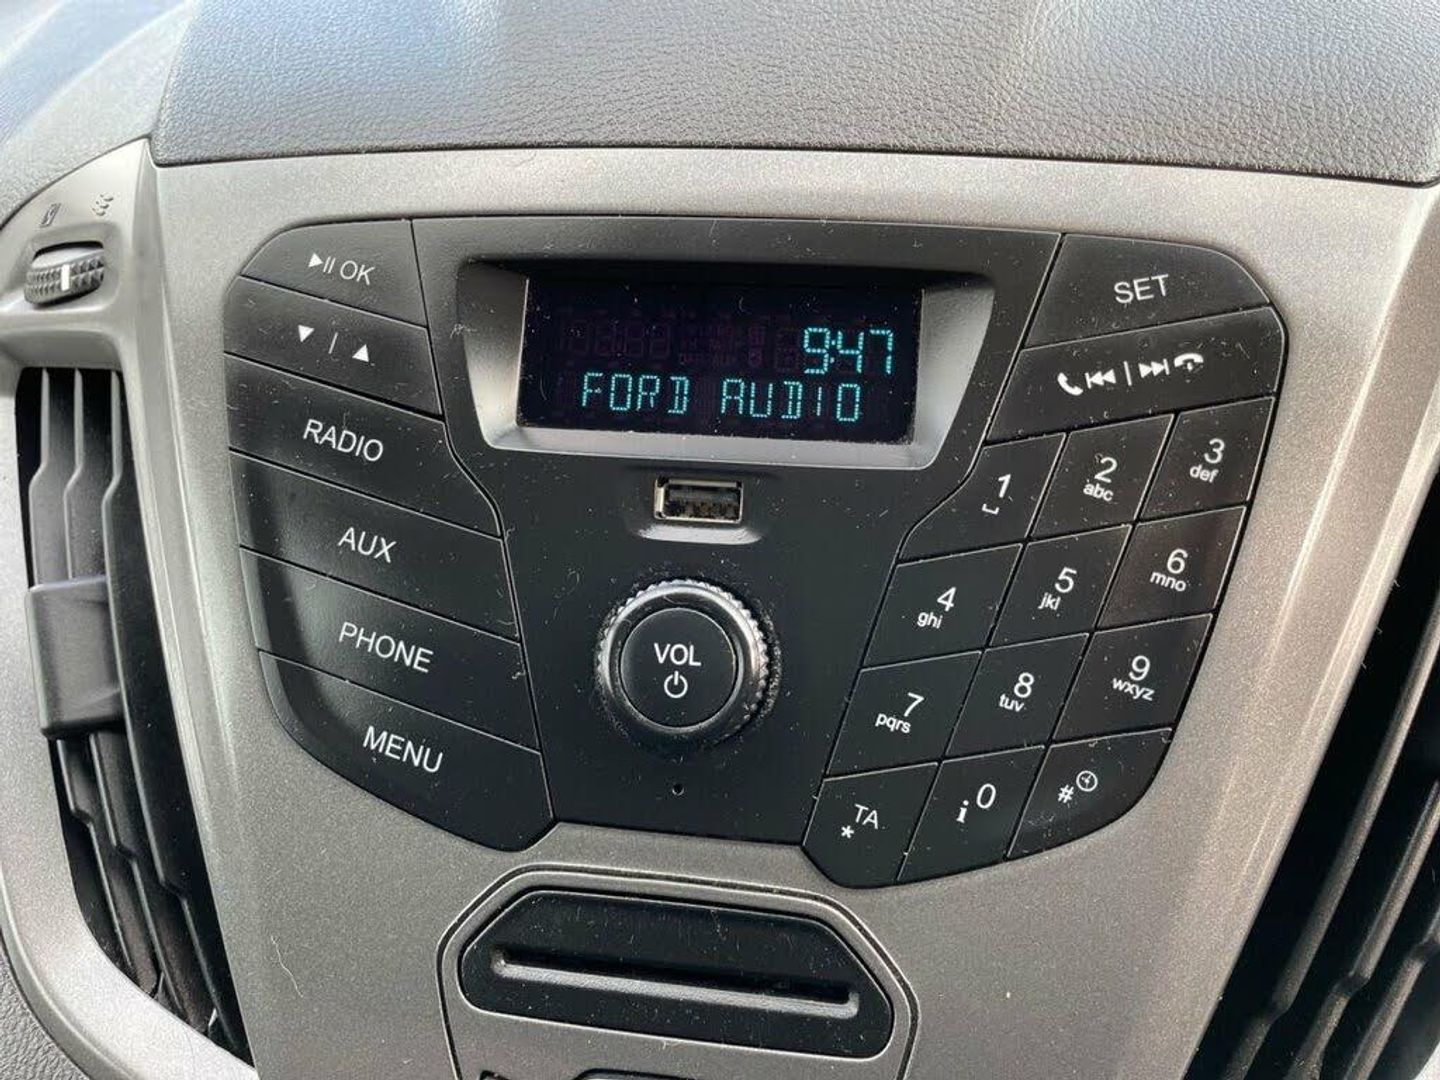 9:47
FORD AUDIO
OK
RADIO
AUX
PHONE
MENU
VOL
SET
1
2
abc
3
def
4
ghi
5
jkl
6
mno
7
pqrs
8
tuv
9
wxyz
TA
*
i 0
#